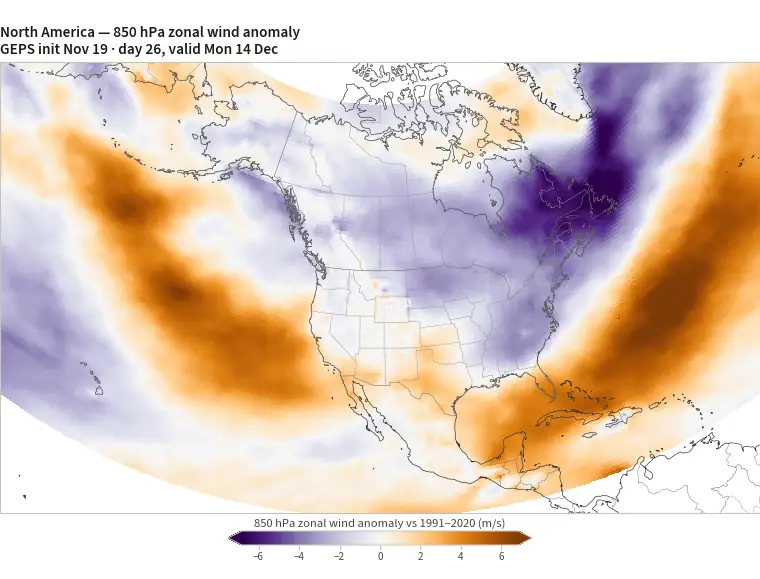 North America — 850 hPa zonal wind anomaly
GEPS init Nov 19 · day 26, valid Mon 14 Dec
850 hPa zonal wind anomaly vs 1991–2020 (m/s)
−6 −4 −2 0 2 4 6